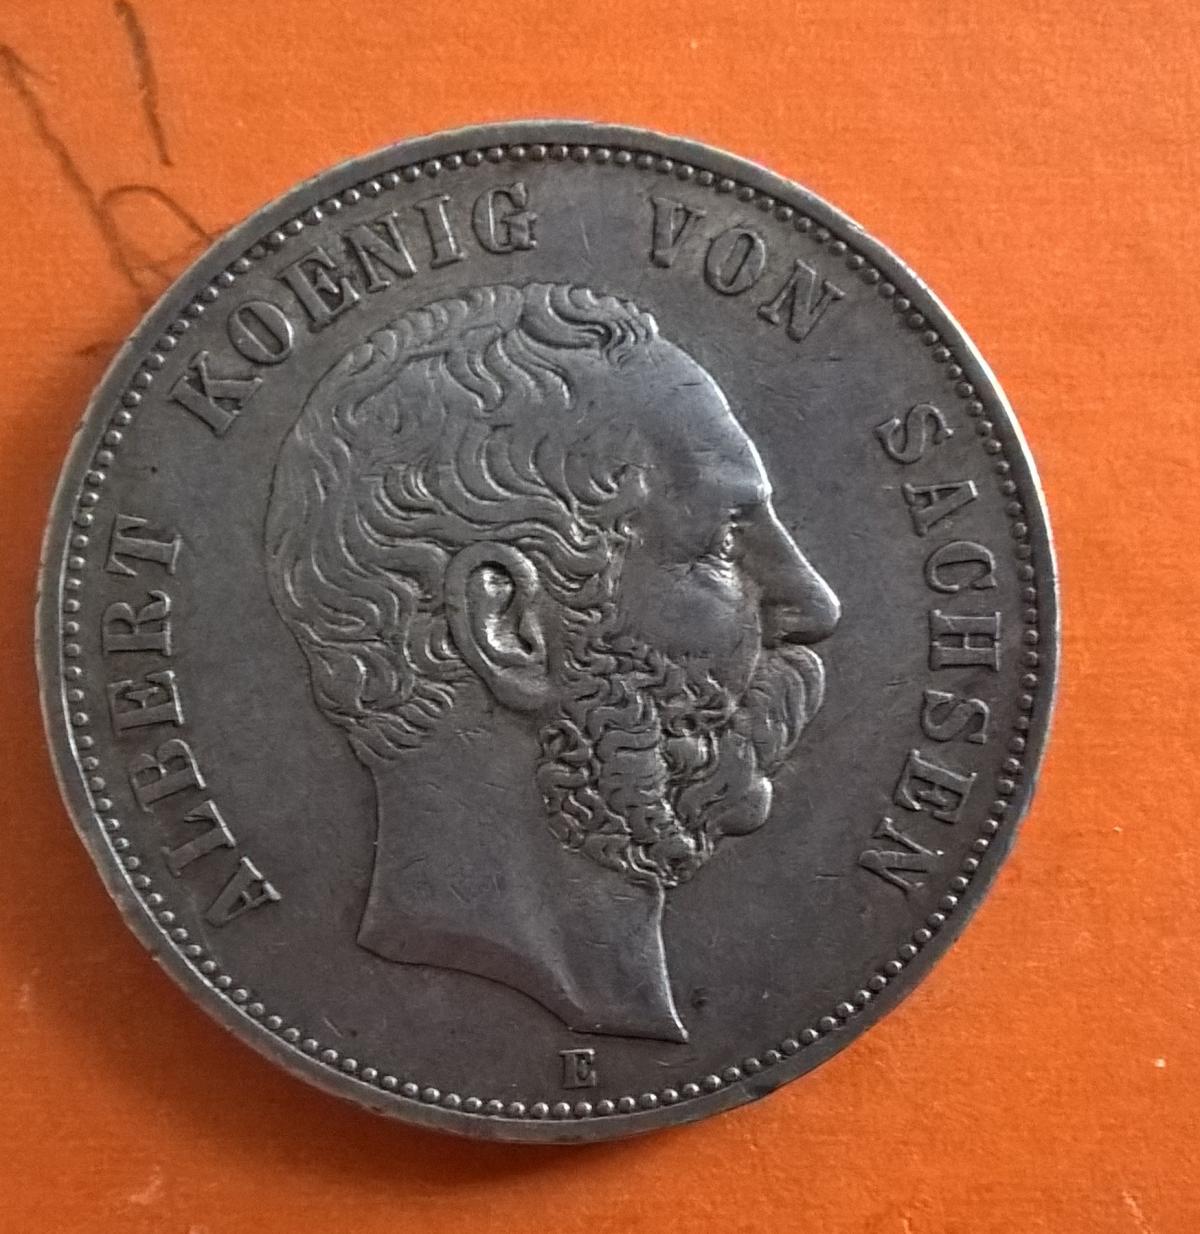 ALBERT KOENIG VON SACHSEN
E